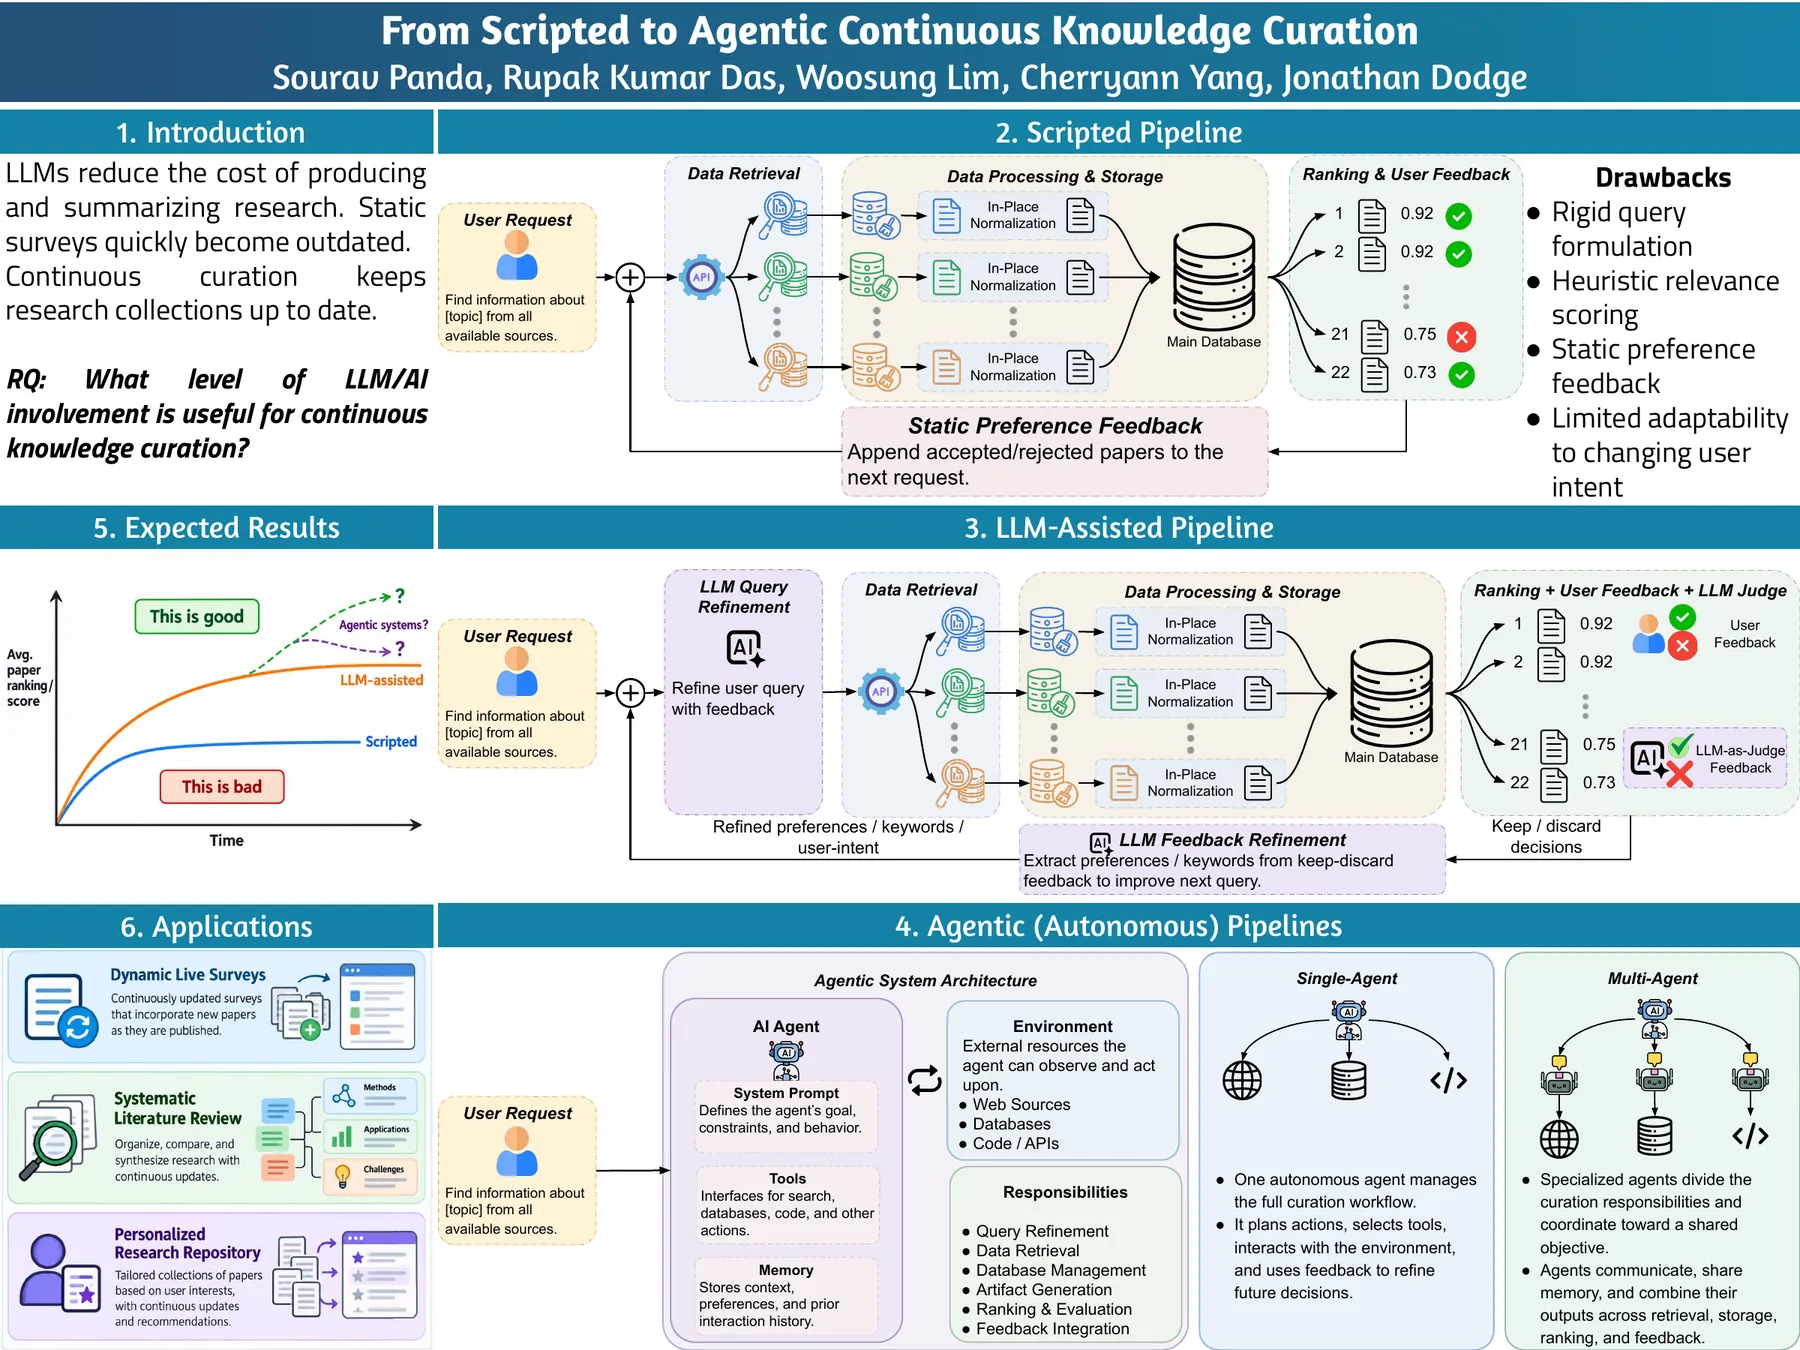 From Scripted to Agentic Continuous Knowledge Curation
Sourav Panda, Rupak Kumar Das, Woosung Lim, Cherryann Yang, Jonathan Dodge
1. Introduction
LLMs reduce the cost of producing
and summarizing research. Static
surveys quickly become outdated.
Continuous curation keeps
research collections up to date.
RQ: What level of LLM/AI
involvement is useful for continuous
knowledge curation?
2. Scripted Pipeline
User Request
Find information about
[topic] from all
available sources.
Data Retrieval
API
Data Processing & Storage
In-Place
Normalization
In-Place
Normalization
In-Place
Normalization
Main Database
Ranking & User Feedback
1 0.92
2 0.92
21 0.75
22 0.73
Static Preference Feedback
Append accepted/rejected papers to the
next request.
Drawbacks
● Rigid query
formulation
● Heuristic relevance
scoring
● Static preference
feedback
● Limited adaptability
to changing user
intent
5. Expected Results
Avg.
paper
ranking/
score
This is good
?
Agentic systems?
?
LLM-assisted
Scripted
This is bad
Time
3. LLM-Assisted Pipeline
User Request
Find information about
[topic] from all
available sources.
LLM Query
Refinement
AI
Refine user query
with feedback
Data Retrieval
API
Data Processing & Storage
In-Place
Normalization
In-Place
Normalization
In-Place
Normalization
Main Database
Ranking + User Feedback + LLM Judge
1 0.92
2 0.92
21 0.75
22 0.73
User
Feedback
AI
LLM-as-Judge
Feedback
Keep / discard
decisions
AI
LLM Feedback Refinement
Extract preferences / keywords from keep-discard
feedback to improve next query.
Refined preferences / keywords /
user-intent
6. Applications
Dynamic Live Surveys
Continuously updated surveys
that incorporate new papers
as they are published.
Systematic
Literature Review
Organize, compare, and
synthesize research with
continuous updates.
Methods
Applications
Challenges
Personalized
Research Repository
Tailored collections of papers
based on user interests,
with continuous updates
and recommendations.
4. Agentic (Autonomous) Pipelines
User Request
Find information about
[topic] from all
available sources.
Agentic System Architecture
AI Agent
AI
System Prompt
Defines the agent's goal,
constraints, and behavior.
Tools
Interfaces for search,
databases, code, and other
actions.
Memory
Stores context,
preferences, and prior
interaction history.
Environment
External resources the
agent can observe and act
upon.
● Web Sources
● Databases
● Code / APIs
Responsibilities
● Query Refinement
● Data Retrieval
● Database Management
● Artifact Generation
● Ranking & Evaluation
● Feedback Integration
Single-Agent
AI
</>
● One autonomous agent manages
the full curation workflow.
● It plans actions, selects tools,
interacts with the environment,
and uses feedback to refine
future decisions.
Multi-Agent
AI
</>
● Specialized agents divide the
curation responsibilities and
coordinate toward a shared
objective.
● Agents communicate, share
memory, and combine their
outputs across retrieval, storage,
ranking, and feedback.